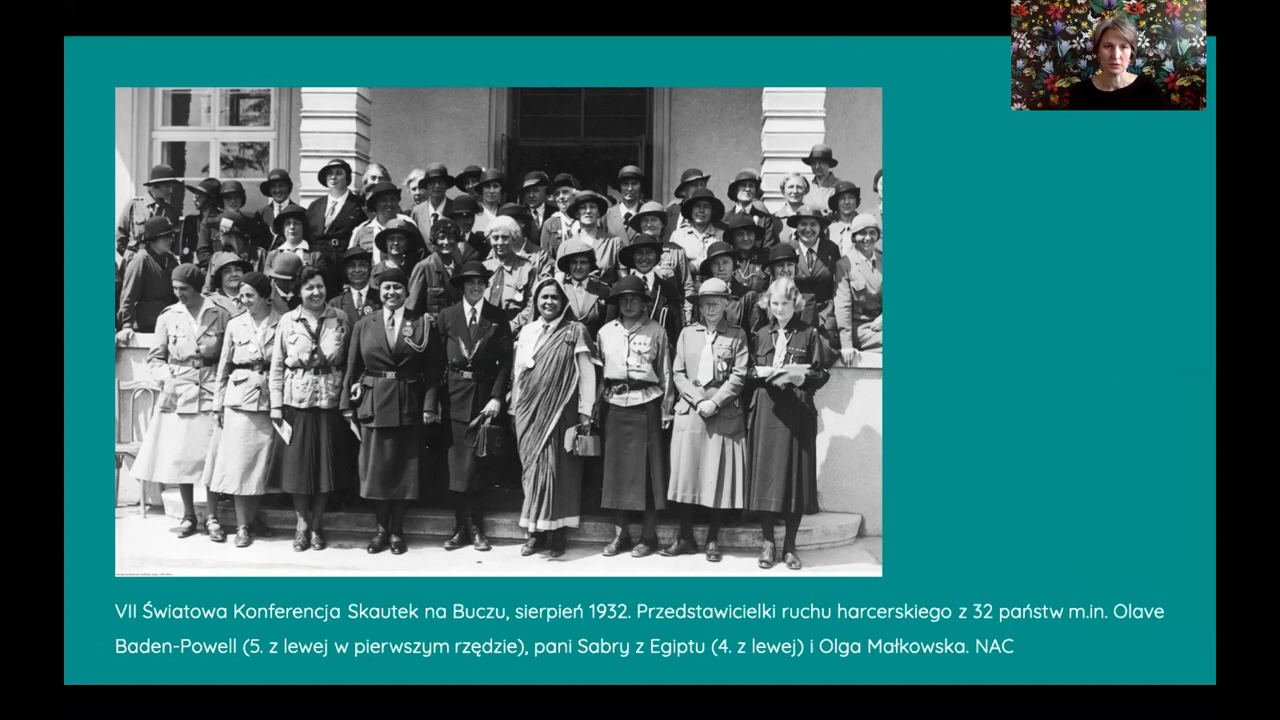 VII Światowa Konferencja Skautek na Buczu, sierpień 1932. Przedstawicielki ruchu harcerskiego z 32 państw m.in. Olave
Baden-Powell (5. z lewej w pierwszym rzędzie), pani Sabry z Egiptu (4. z lewej) i Olga Małkowska. NAC